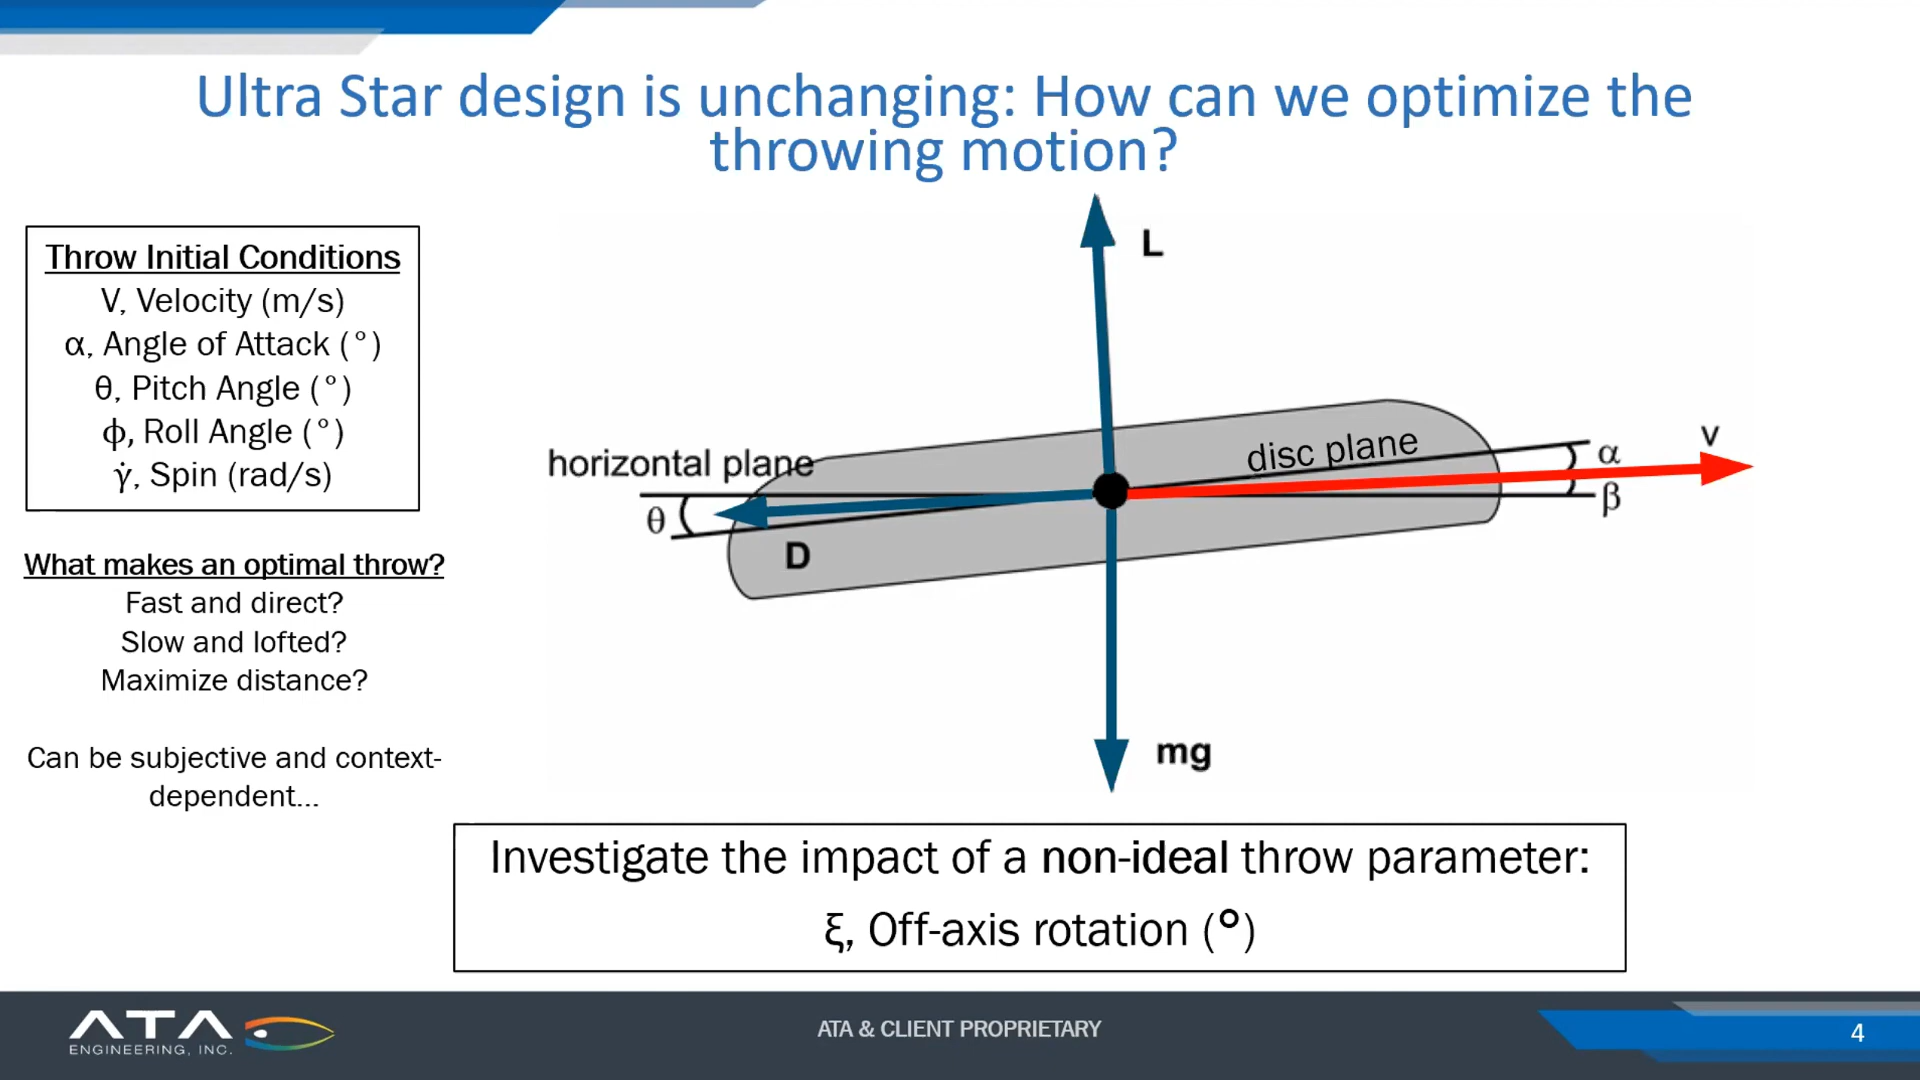 Ultra Star design is unchanging: How can we optimize the
throwing motion?
Throw Initial Conditions
V, Velocity (m/s)
α, Angle of Attack (°)
θ, Pitch Angle (°)
ϕ, Roll Angle (°)
γ̇, Spin (rad/s)
What makes an optimal throw?
Fast and direct?
Slow and lofted?
Maximize distance?
Can be subjective and context-
dependent...
L
horizontal plane
disc plane
α
v
β
θ
D
mg
Investigate the impact of a non-ideal throw parameter:
ξ, Off-axis rotation (°)
ATA
ENGINEERING, INC.
ATA & CLIENT PROPRIETARY
4